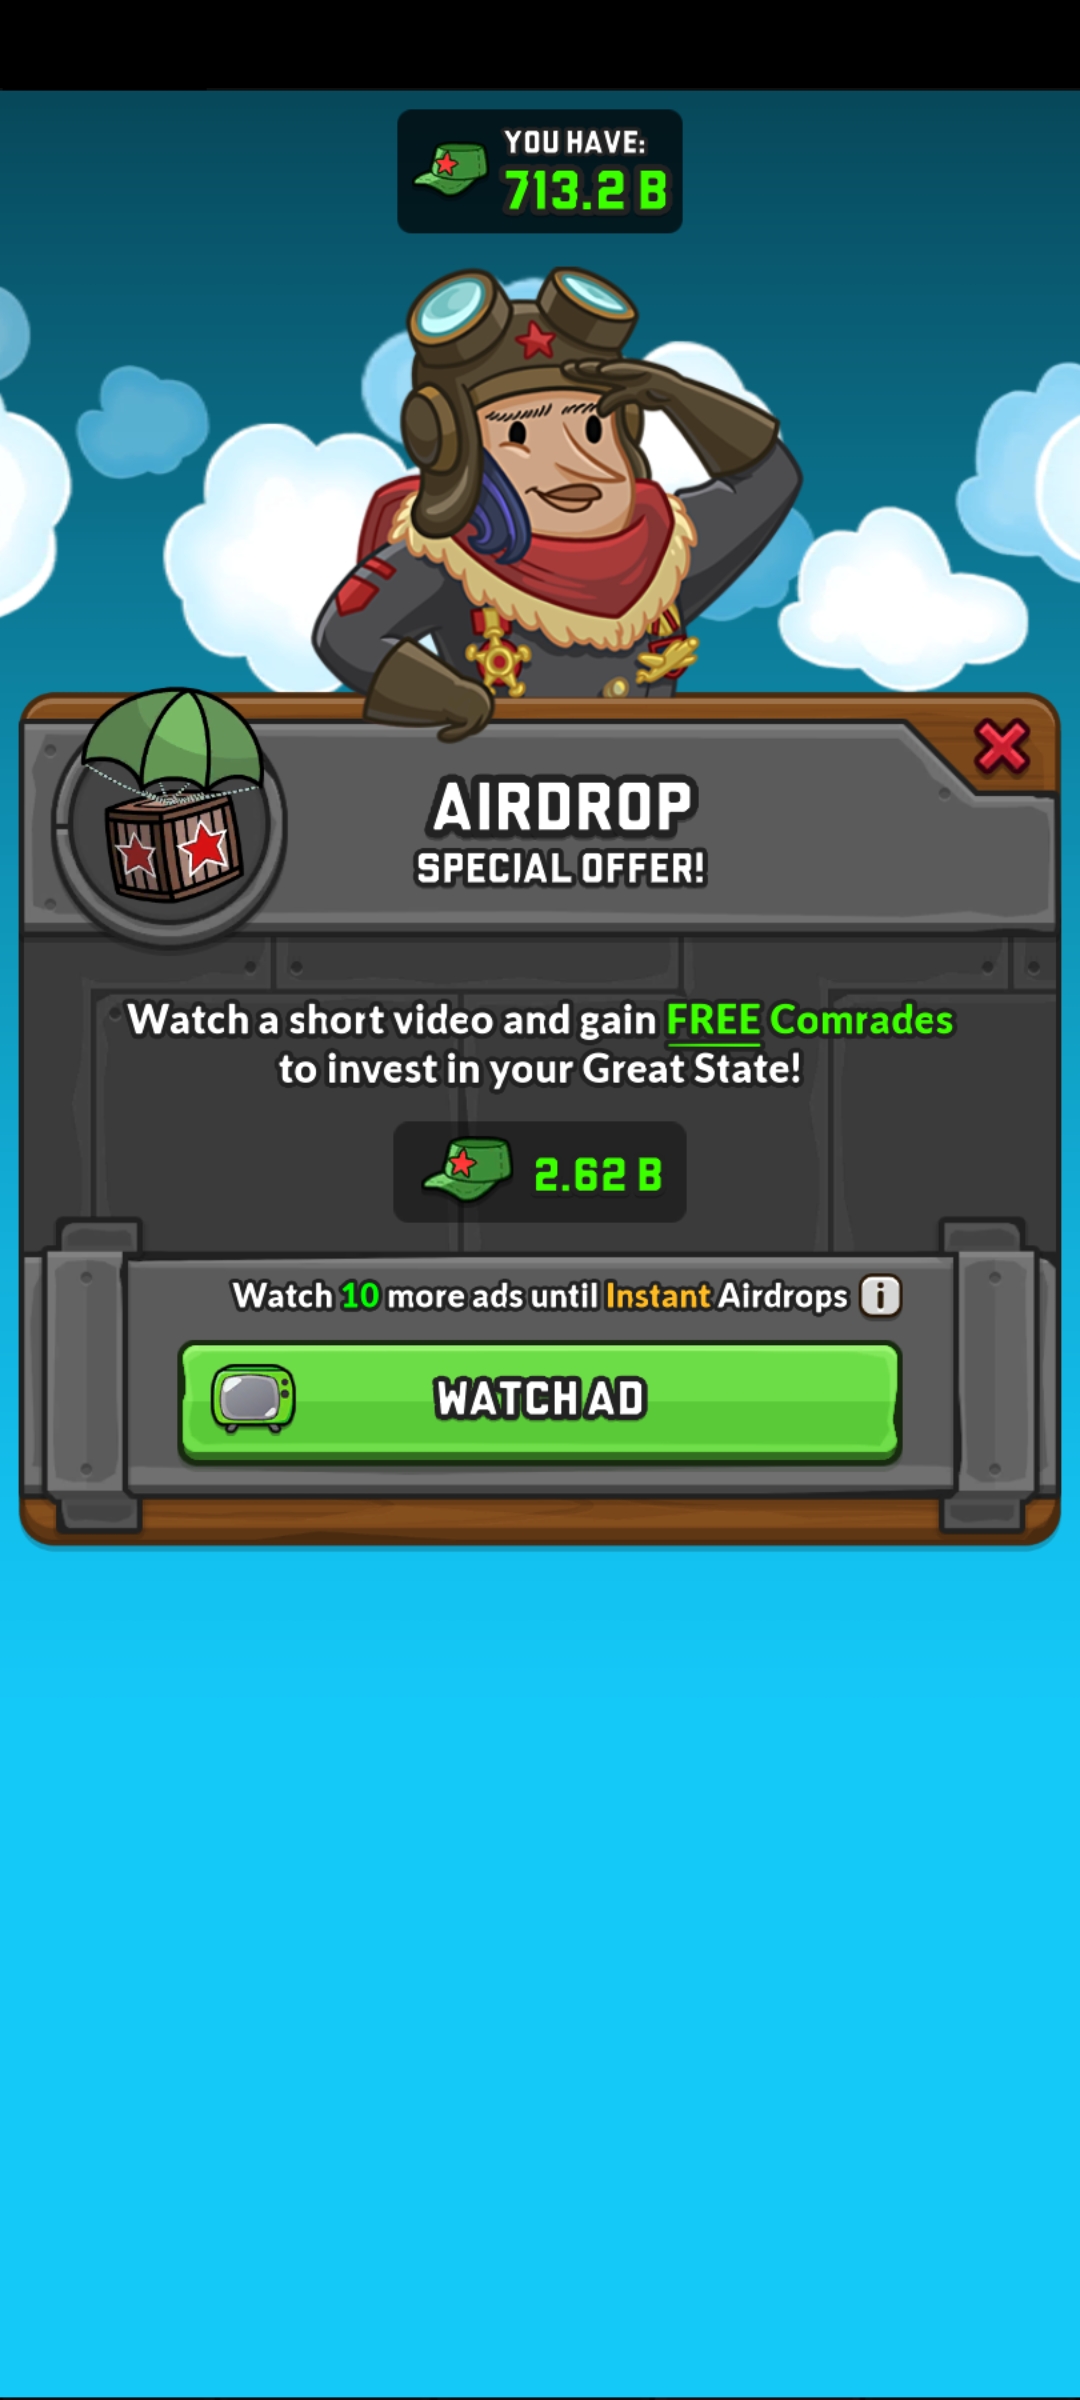 YOU HAVE:
713.2 B
AIRDROP
SPECIAL OFFER!
Watch a short video and gain FREE Comrades
to invest in your Great State!
2.62 B
Watch 10 more ads until Instant Airdrops i
WATCH AD